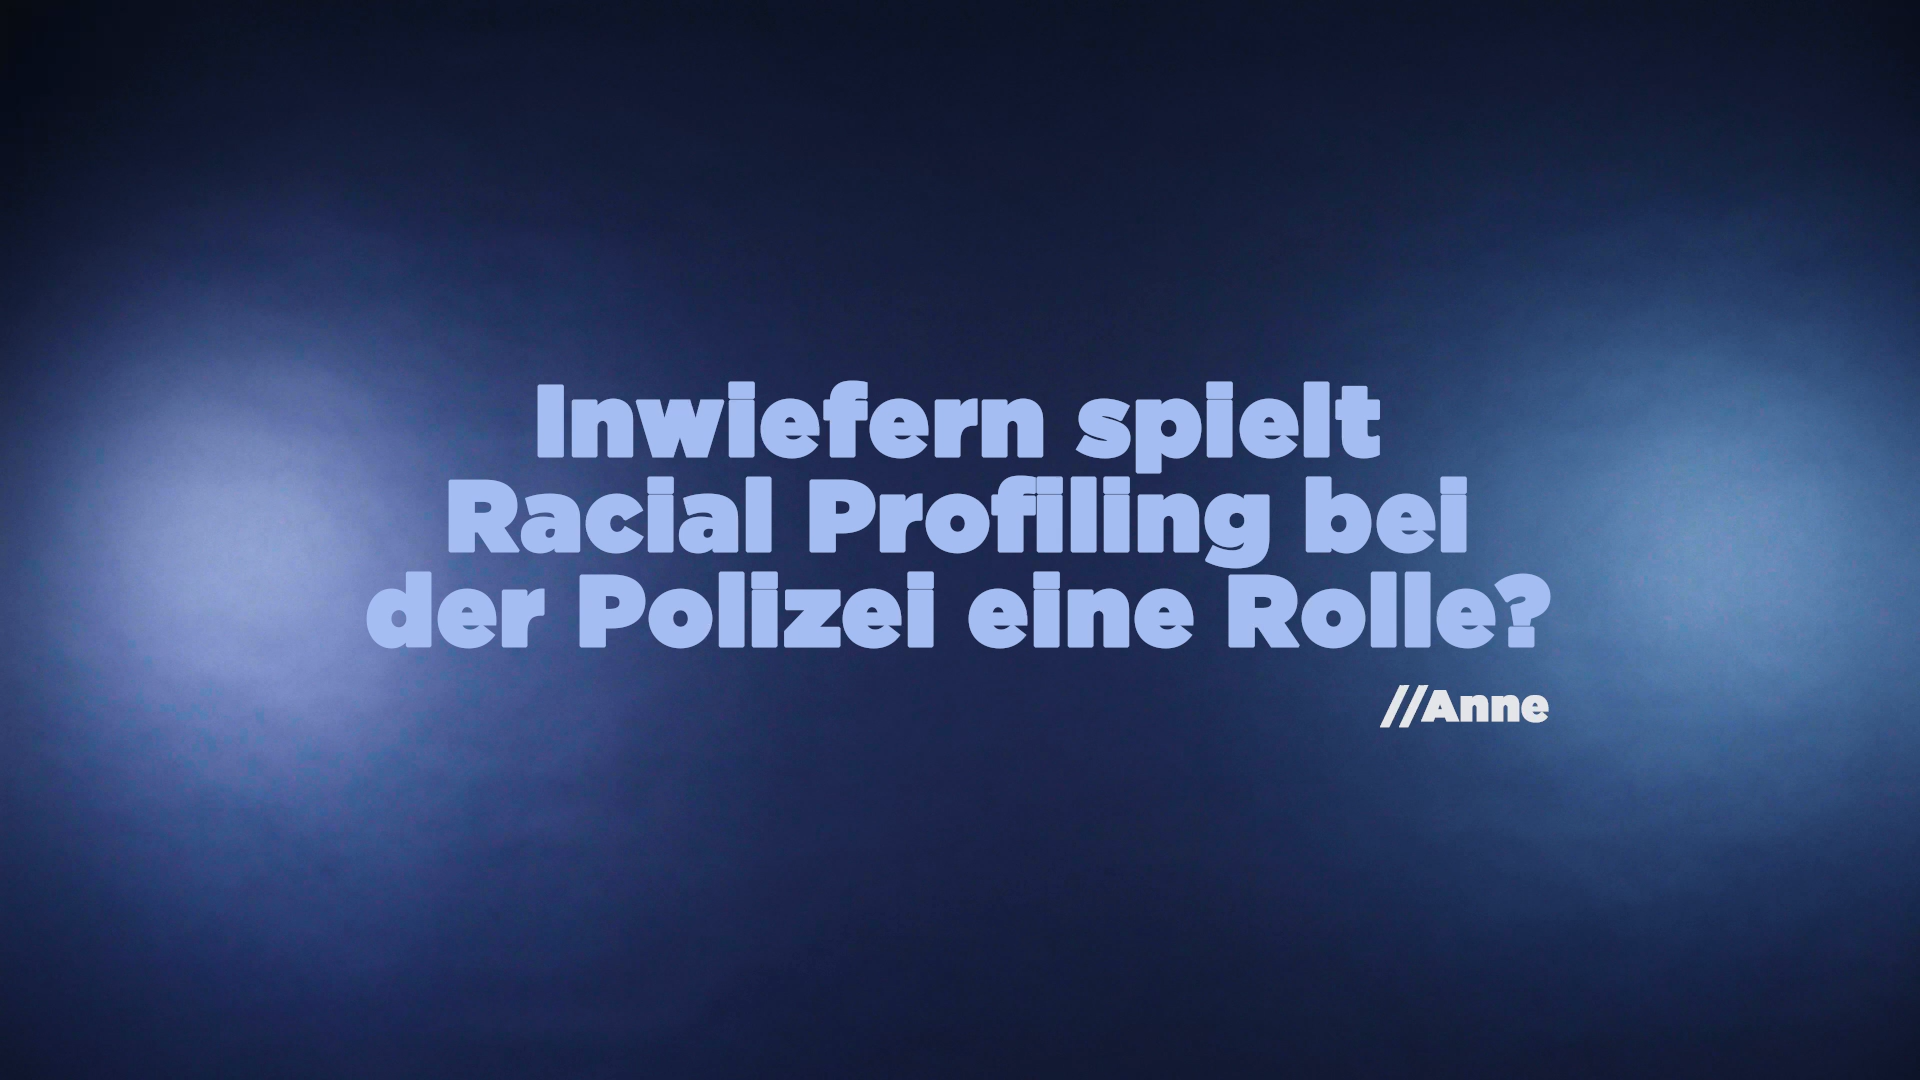 Inwiefern spielt
Racial Profiling bei
der Polizei eine Rolle?
//Anne